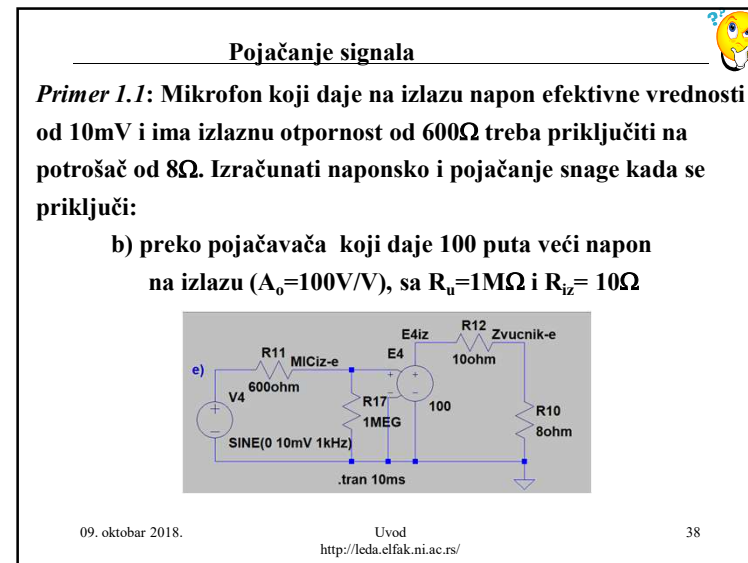 Pojačanje signala
Primer 1.1: Mikrofon koji daje na izlazu napon efektivne vrednosti
od 10mV i ima izlaznu otpornost od 600Ω treba priključiti na
potrošač od 8Ω. Izračunati naponsko i pojačanje snage kada se
priključi:
b) preko pojačavača koji daje 100 puta veći napon
na izlazu (Ao=100V/V), sa Ru=1MΩ i Riz= 10Ω
e)
R11
MICiz-e
600ohm
V4
SINE(0 10mV 1kHz)
R17
1MEG
E4
E4iz
100
R12
Zvucnik-e
10ohm
R10
8ohm
.tran 10ms
09. oktobar 2018.
Uvod
http://leda.elfak.ni.ac.rs/
38